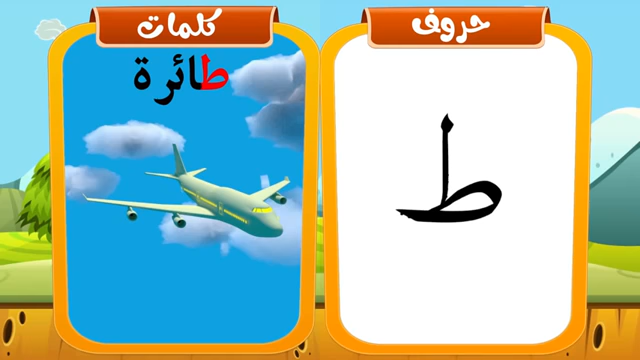 حروف
ط
كلمات
طائرة